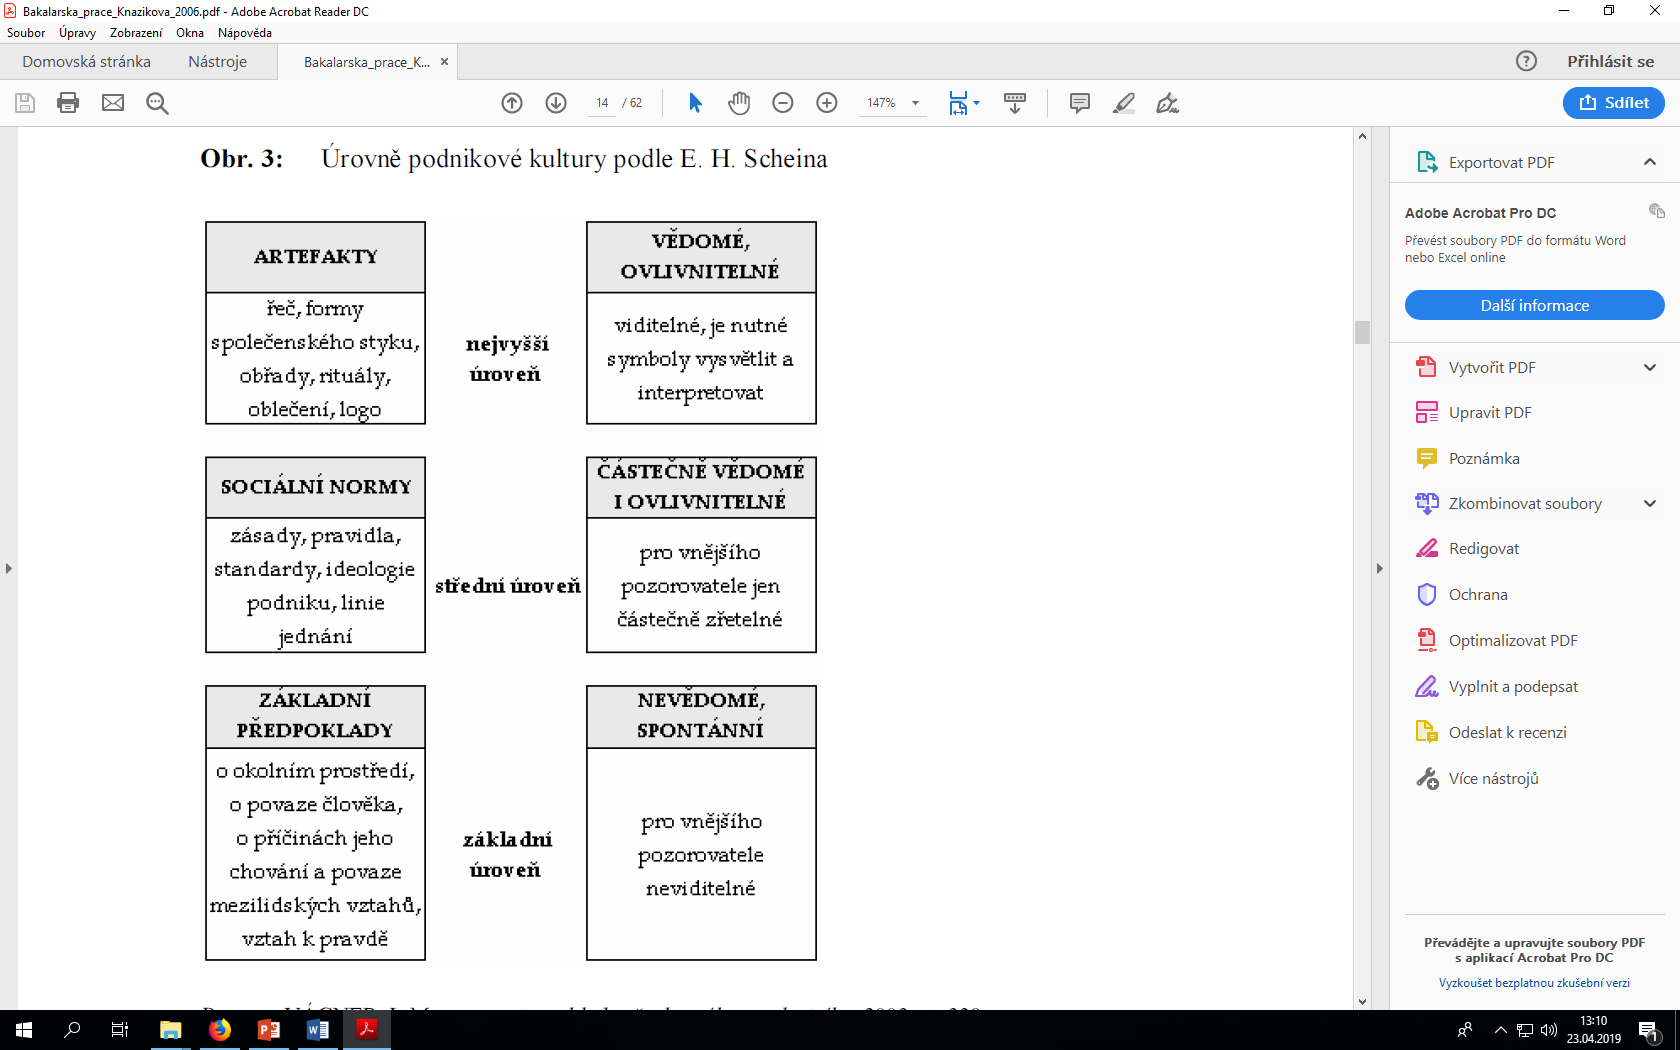 Bakalarska_prace_Knazikova_2006.pdf - Adobe Acrobat Reader DC
Soubor Úpravy Zobrazení Okna Nápověda
Domovská stránka Nástroje Bakalarska_prace_K... × Přihlásit se
14 / 62 147% Sdílet
Obr. 3: Úrovně podnikové kultury podle E. H. Scheina
ARTEFAKTY
řeč, formy
společenského styku,
obřady, rituály,
oblečení, logo
nejvyšší
úroveň
VĚDOMÉ,
OVLIVNITELNÉ
viditelné, je nutné
symboly vysvětlit a
interpretovat
SOCIÁLNÍ NORMY
zásady, pravidla,
standardy, ideologie
podniku, linie
jednání
střední úroveň
ČÁSTEČNĚ VĚDOMÉ
I OVLIVNITELNÉ
pro vnějšího
pozorovatele jen
částečně zřetelné
ZÁKLADNÍ
PŘEDPOKLADY
o okolním prostředí,
o povaze člověka,
o příčinách jeho
chování a povaze
mezilidských vztahů,
vztah k pravdě
základní
úroveň
NEVĚDOMÉ,
SPONTÁNNÍ
pro vnějšího
pozorovatele
neviditelné
Exportovat PDF
Adobe Acrobat Pro DC
Převést soubory PDF do formátu Word
nebo Excel online
Další informace
Vytvořit PDF
Upravit PDF
Poznámka
Zkombinovat soubory
Redigovat
Ochrana
Optimalizovat PDF
Vyplnit a podepsat
Odeslat k recenzi
Více nástrojů
Převádějte a upravujte soubory PDF
s aplikací Acrobat Pro DC
Vyzkoušet bezplatnou zkušební verzi
13:10
23.04.2019
1